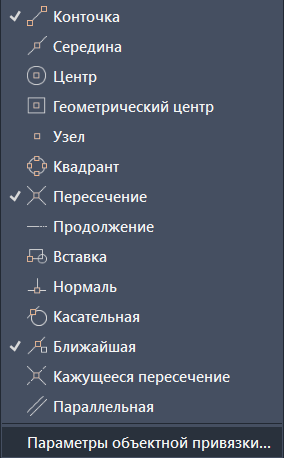 Конточка
Середина
Центр
Геометрический центр
Узел
Квадрант
Пересечение
Продолжение
Вставка
Нормаль
Касательная
Ближайшая
Кажущееся пересечение
Параллельная
Параметры объектной привязки...